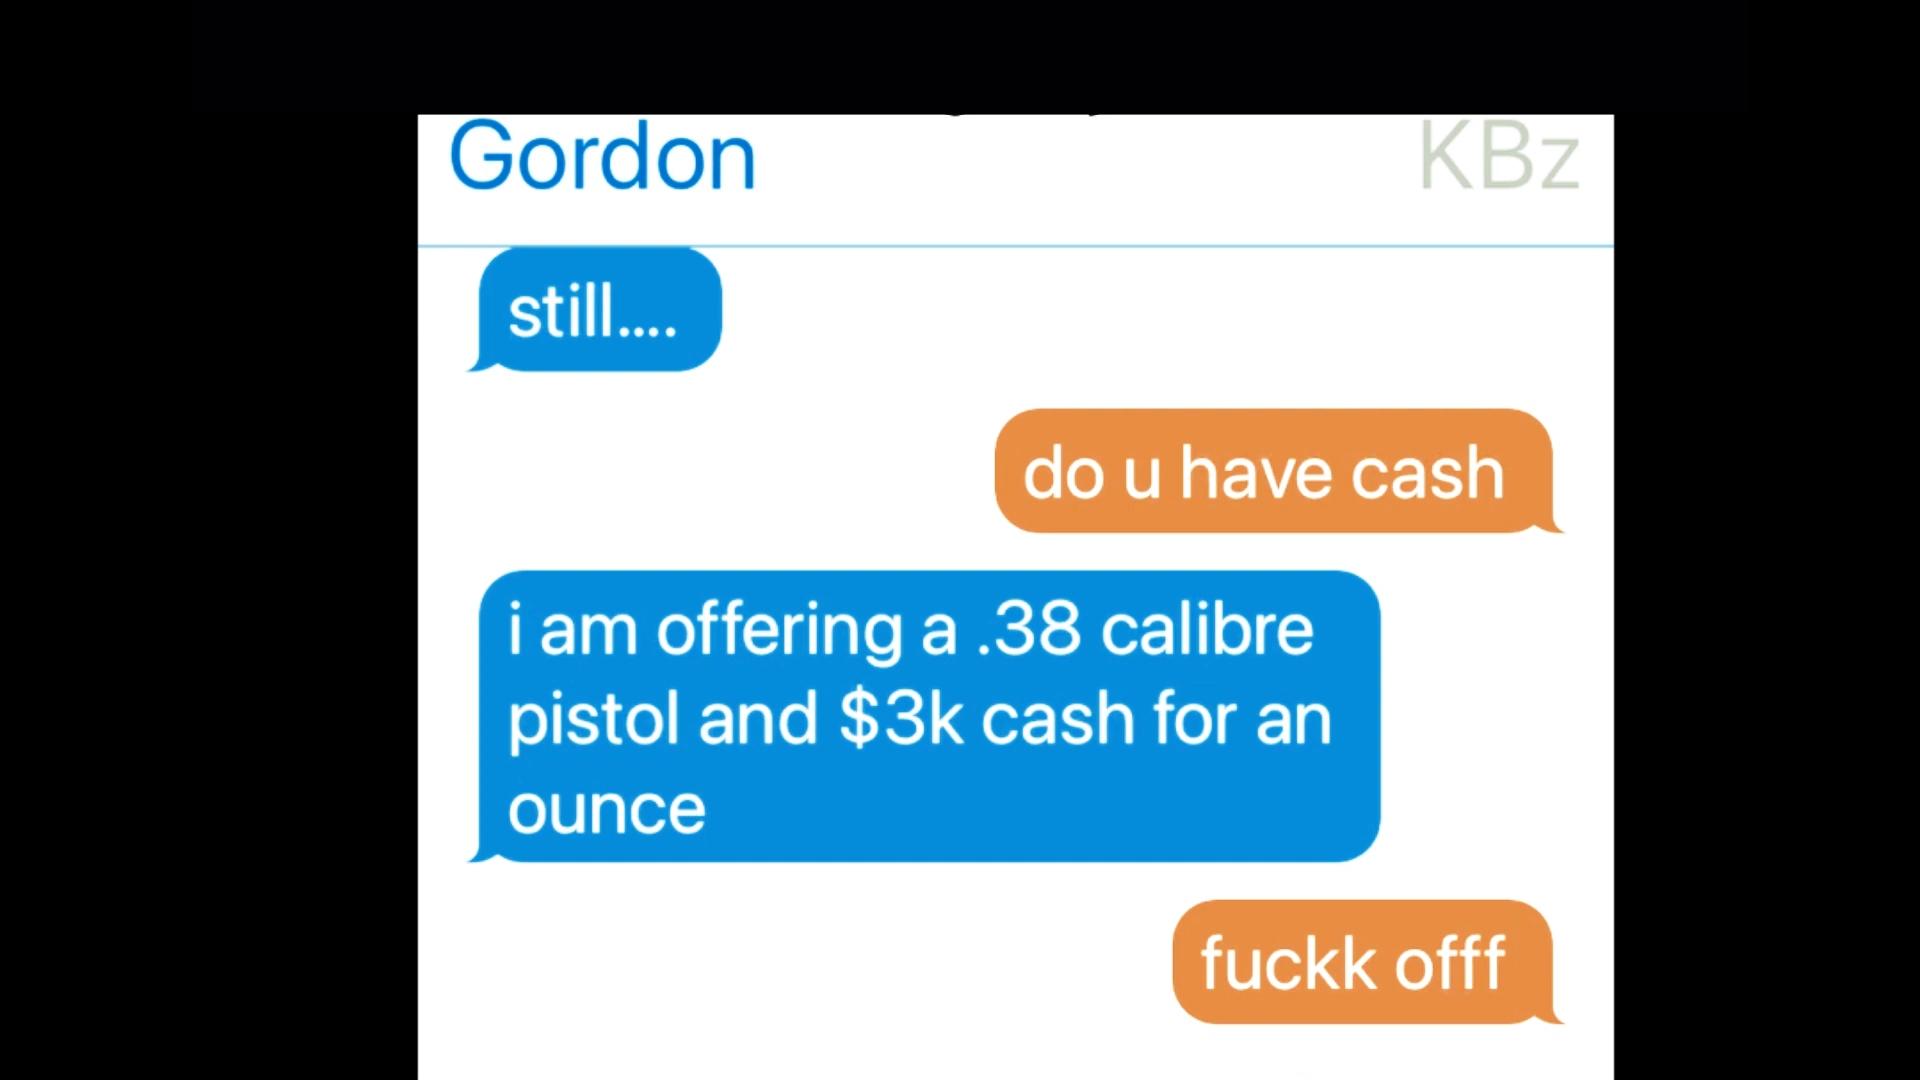 Gordon KBz
still....
do u have cash
i am offering a .38 calibre
pistol and $3k cash for an
ounce
fuckk offf